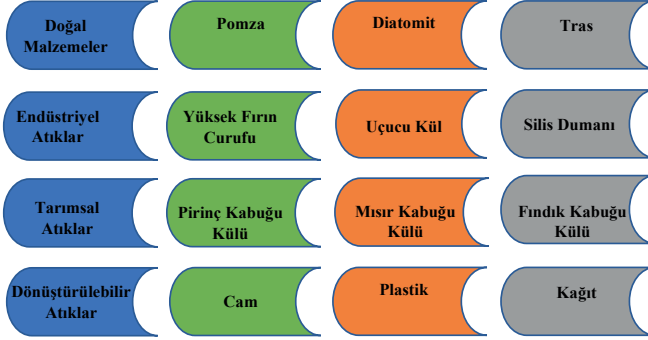 Doğal
Malzemeler
Pomza
Diatomit
Tras
Endüstriyel
Atıklar
Yüksek Fırın
Curufu
Uçucu Kül
Silis Dumanı
Tarımsal
Atıklar
Pirinç Kabuğu
Külü
Mısır Kabuğu
Külü
Fındık Kabuğu
Külü
Dönüştürülebilir
Atıklar
Cam
Plastik
Kağıt